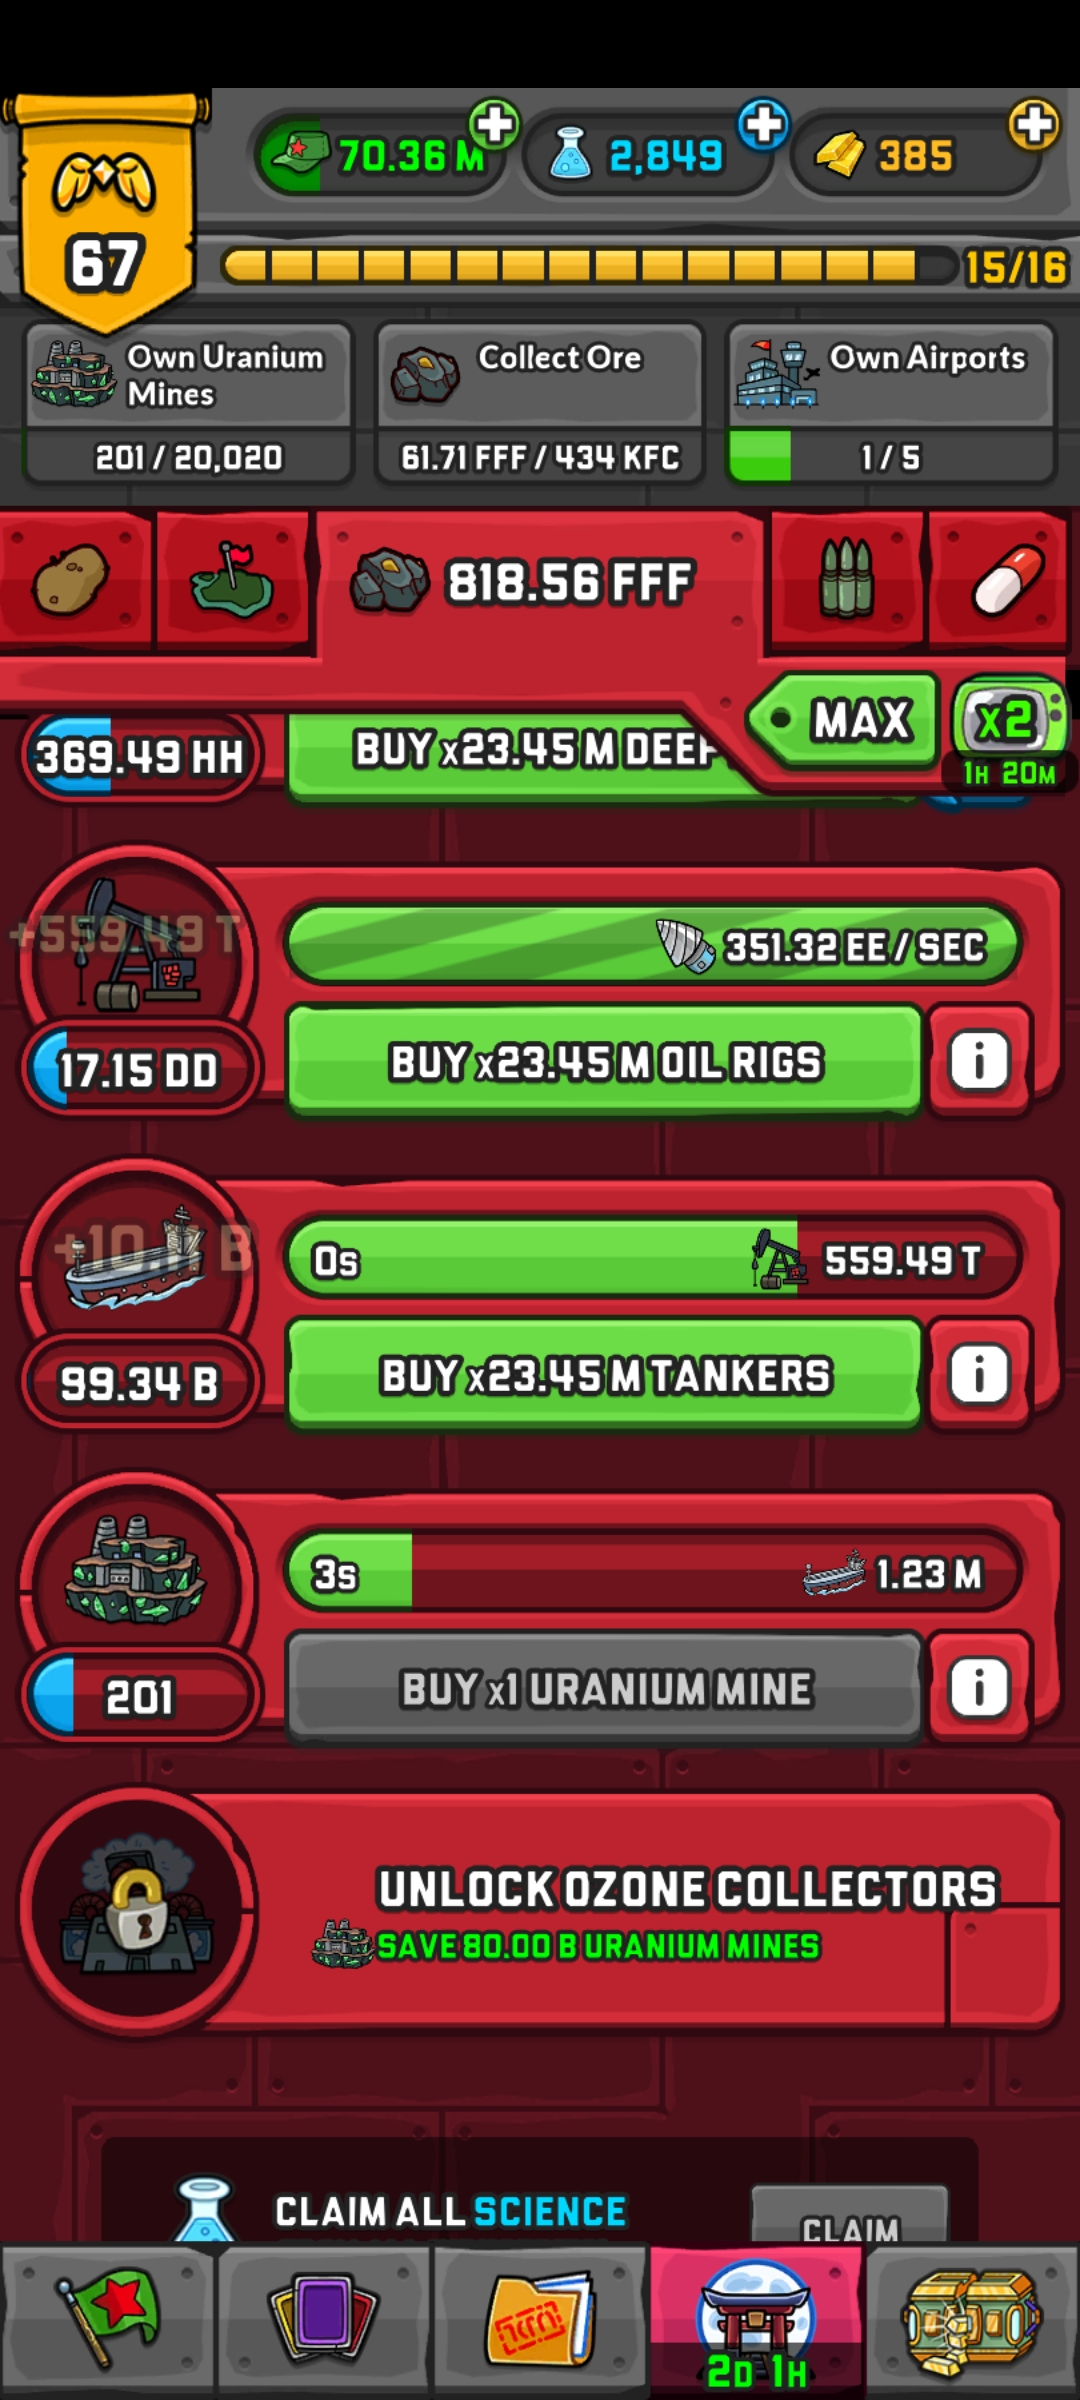 70.36 M
2,849
385
67
15/16
Own Uranium
Mines
201 / 20,020
Collect Ore
61.71 FFF / 434 KFC
Own Airports
1 / 5
818.56 FFF
MAX
x2
1H 20M
369.49 HH
BUY x23.45 M DEEP
+559.49 T
351.32 EE / SEC
17.15 DD
BUY x23.45 M OIL RIGS
i
0s
559.49 T
99.34 B
BUY x23.45 M TANKERS
i
3s
1.23 M
201
BUY x1 URANIUM MINE
i
UNLOCK OZONE COLLECTORS
SAVE 80.00 B URANIUM MINES
CLAIM ALL SCIENCE
CLAIM
2D 1H